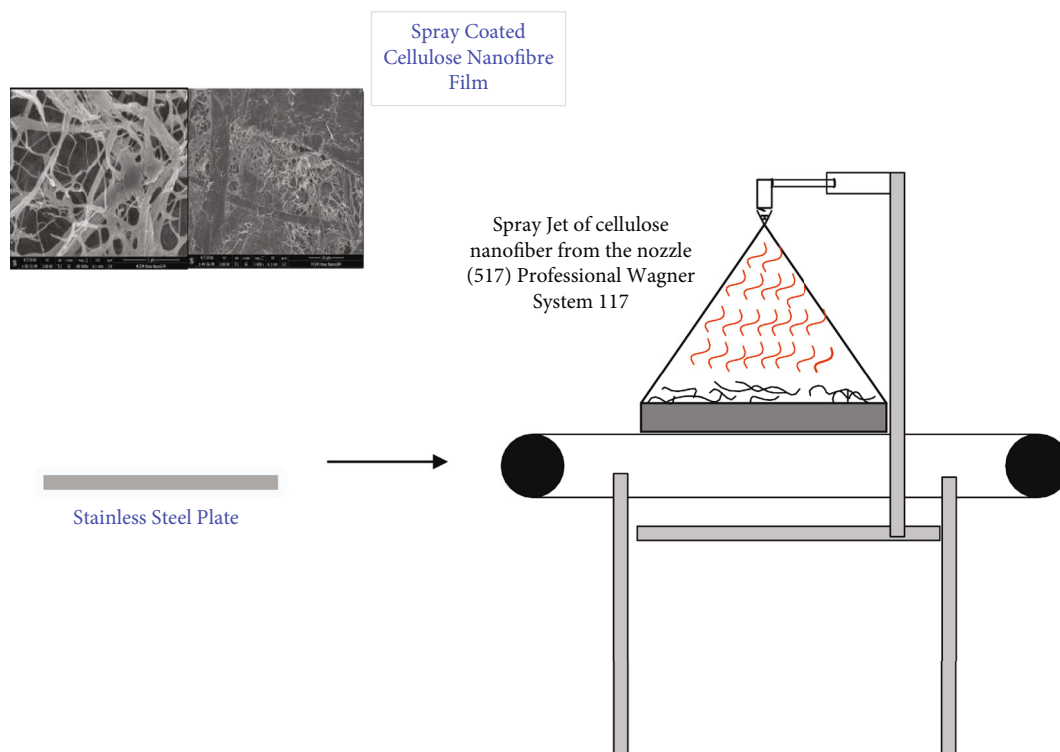 Spray Coated
Cellulose Nanofibre
Film
Spray Jet of cellulose
nanofiber from the nozzle
(517) Professional Wagner
System 117
Stainless Steel Plate